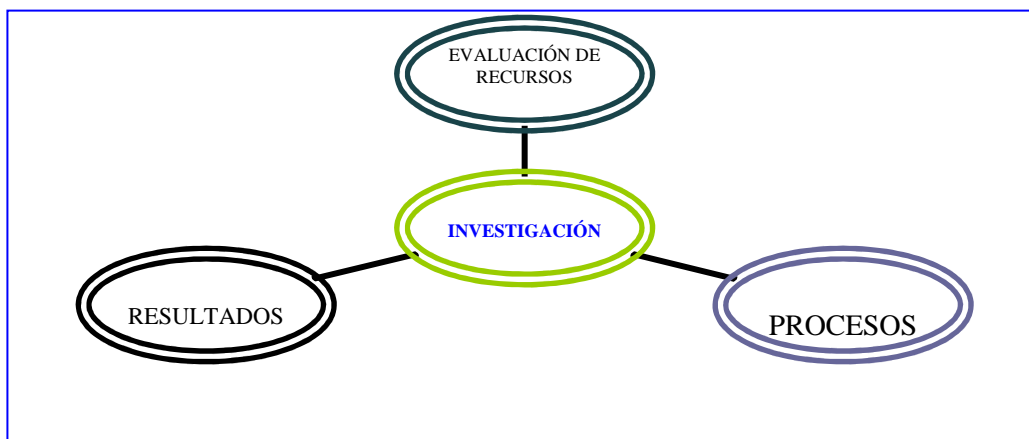 EVALUACIÓN DE
RECURSOS
INVESTIGACIÓN
RESULTADOS
PROCESOS